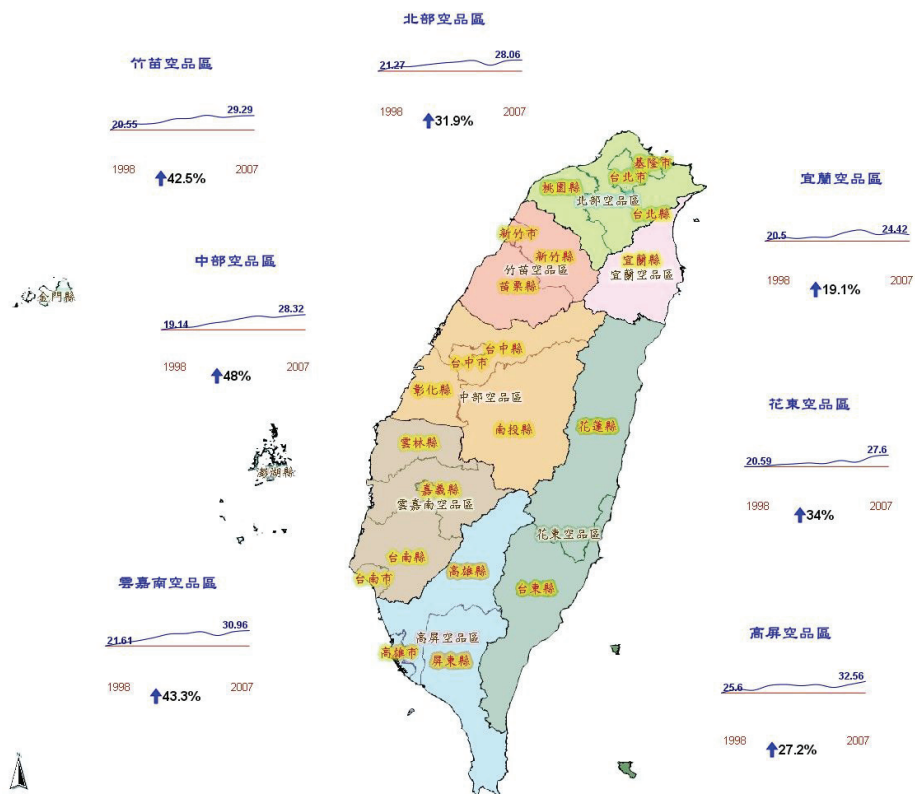 北部空品區
21.27
28.06
1998
2007
31.9%
竹苗空品區
20.55
29.29
1998
2007
42.5%
宜蘭空品區
20.5
24.42
1998
2007
19.1%
中部空品區
19.14
28.32
1998
2007
48%
花東空品區
20.59
27.6
1998
2007
34%
雲嘉南空品區
21.61
30.96
1998
2007
43.3%
高屏空品區
25.6
32.56
1998
2007
27.2%
基隆市
台北市
桃園縣
北部空品區
台北縣
新竹市
新竹縣
竹苗空品區
苗栗縣
宜蘭縣
宜蘭空品區
金門縣
台中縣
台中市
彰化縣
中部空品區
南投縣
花蓮縣
雲林縣
澎湖縣
嘉義縣
雲嘉南空品區
花東空品區
台南縣
高雄縣
台南市
台東縣
高屏空品區
高雄市
屏東縣